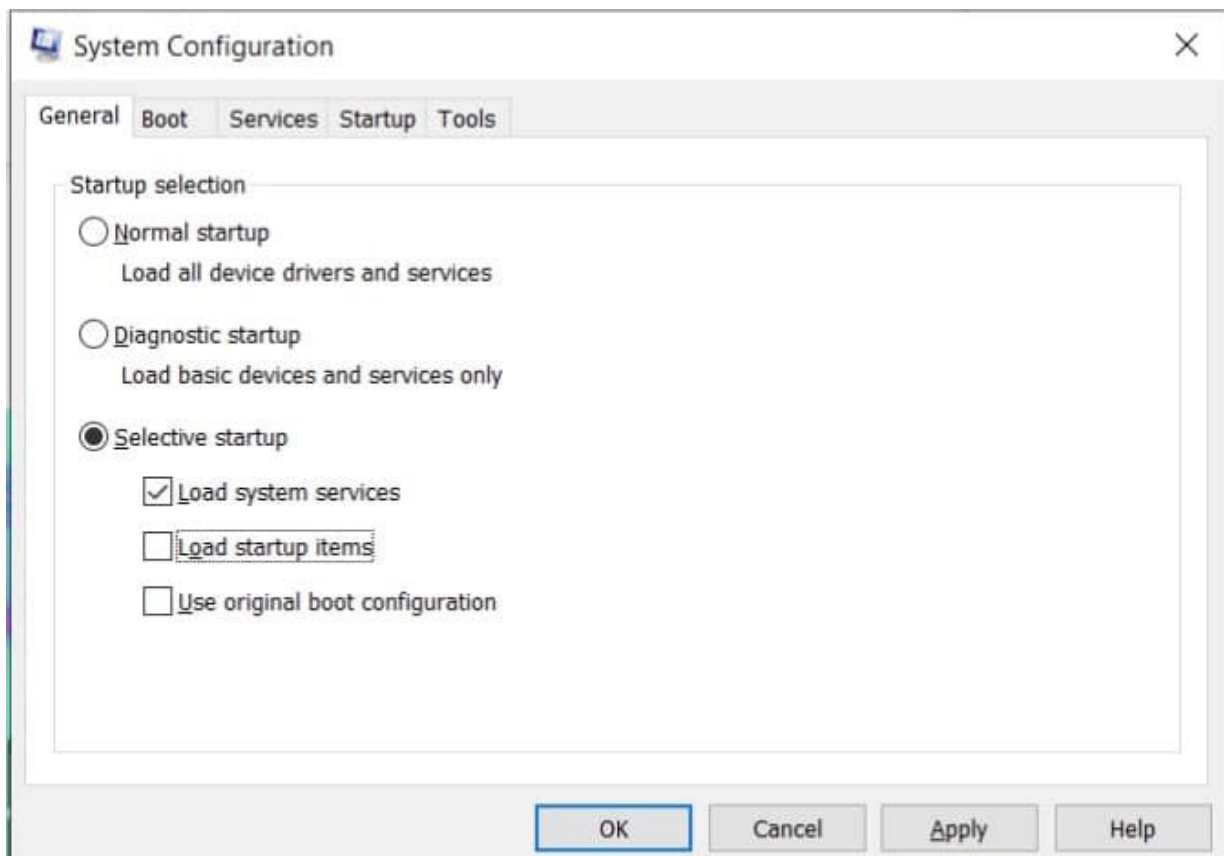 System Configuration
General Boot Services Startup Tools
Startup selection
Normal startup
Load all device drivers and services
Diagnostic startup
Load basic devices and services only
Selective startup
Load system services
Load startup items
Use original boot configuration
OK Cancel Apply Help